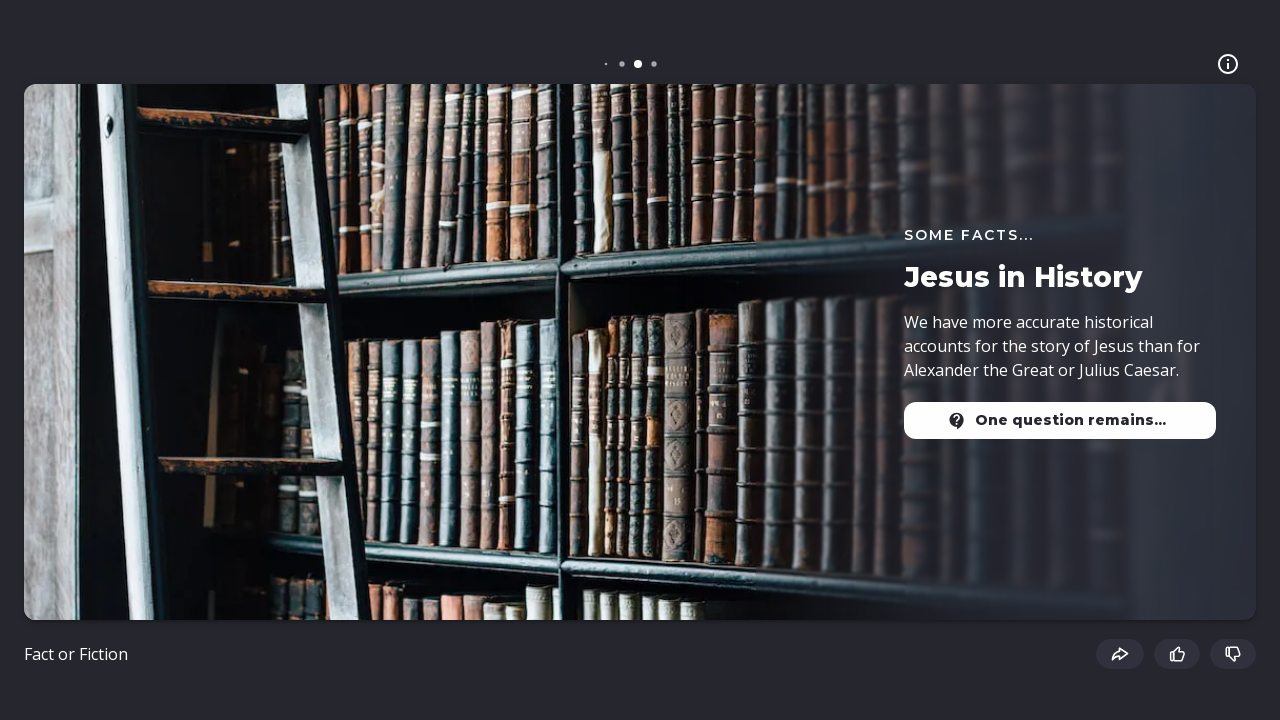 SOME FACTS...
Jesus in History
We have more accurate historical
accounts for the story of Jesus than for
Alexander the Great or Julius Caesar.
One question remains...
Fact or Fiction